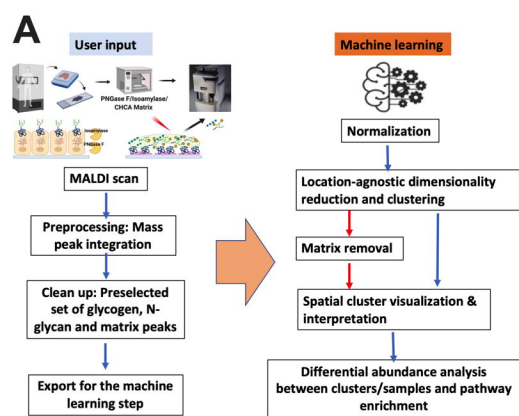 A
User input
PNGase F/Isoamylase/
CHCA Matrix
Isoamylase
PNGase F
MALDI scan
Preprocessing: Mass
peak integration
Clean up: Preselected
set of glycogen, N-
glycan and matrix peaks
Export for the machine
learning step
Machine learning
Normalization
Location-agnostic dimensionality
reduction and clustering
Matrix removal
Spatial cluster visualization &
interpretation
Differential abundance analysis
between clusters/samples and pathway
enrichment